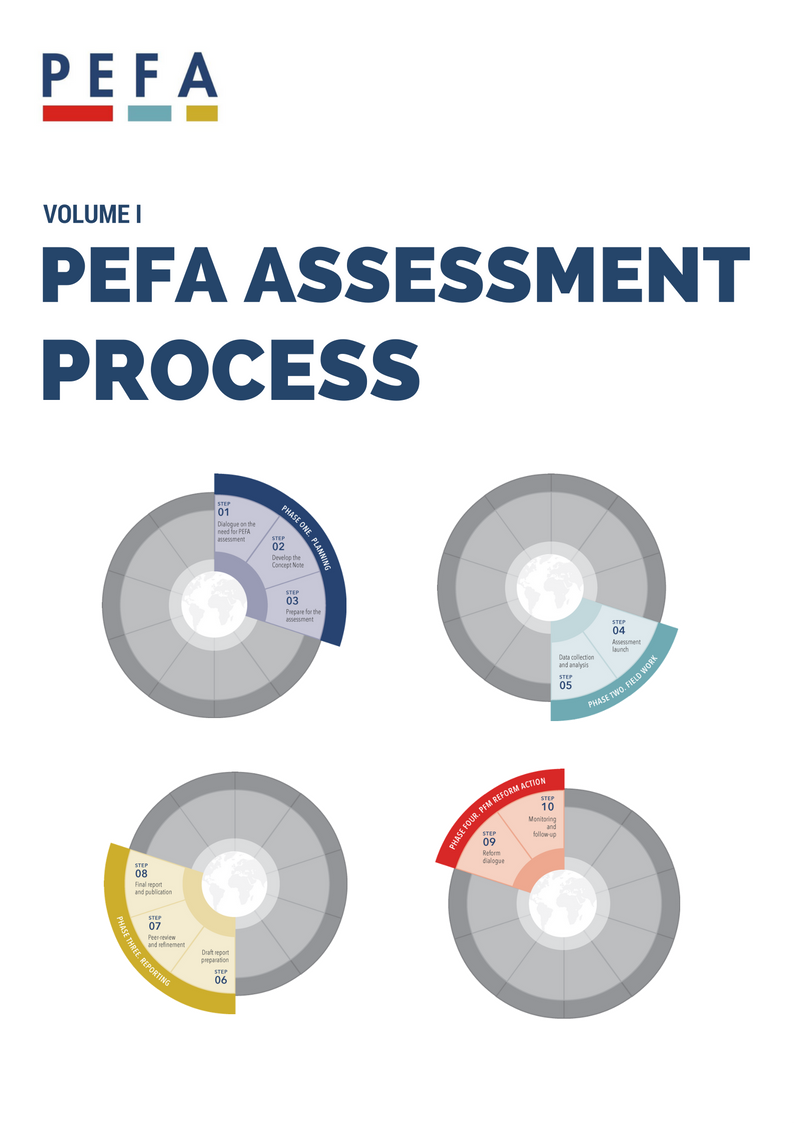 PEFA
VOLUME I
PEFA ASSESSMENT
PROCESS
PHASE ONE. PLANNING
STEP
01
Dialogue on the
need for PEFA
assessment
STEP
02
Develop the
Concept Note
STEP
03
Prepare for the
assessment
STEP
04
Assessment
launch
Data collection
and analysis
STEP
05
PHASE TWO. FIELD WORK
STEP
08
Final report
and publication
STEP
07
Peer-review
and refinement
Draft report
preparation
STEP
06
PHASE THREE. REPORTING
PHASE FOUR. PFM REFORM ACTION
STEP
10
Monitoring
and
follow-up
STEP
09
Reform
dialogue